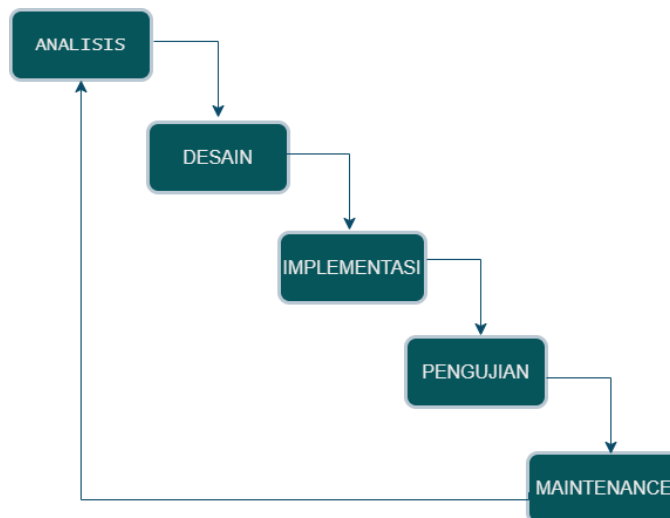 ANALISIS
DESAIN
IMPLEMENTASI
PENGUJIAN
MAINTENANCE